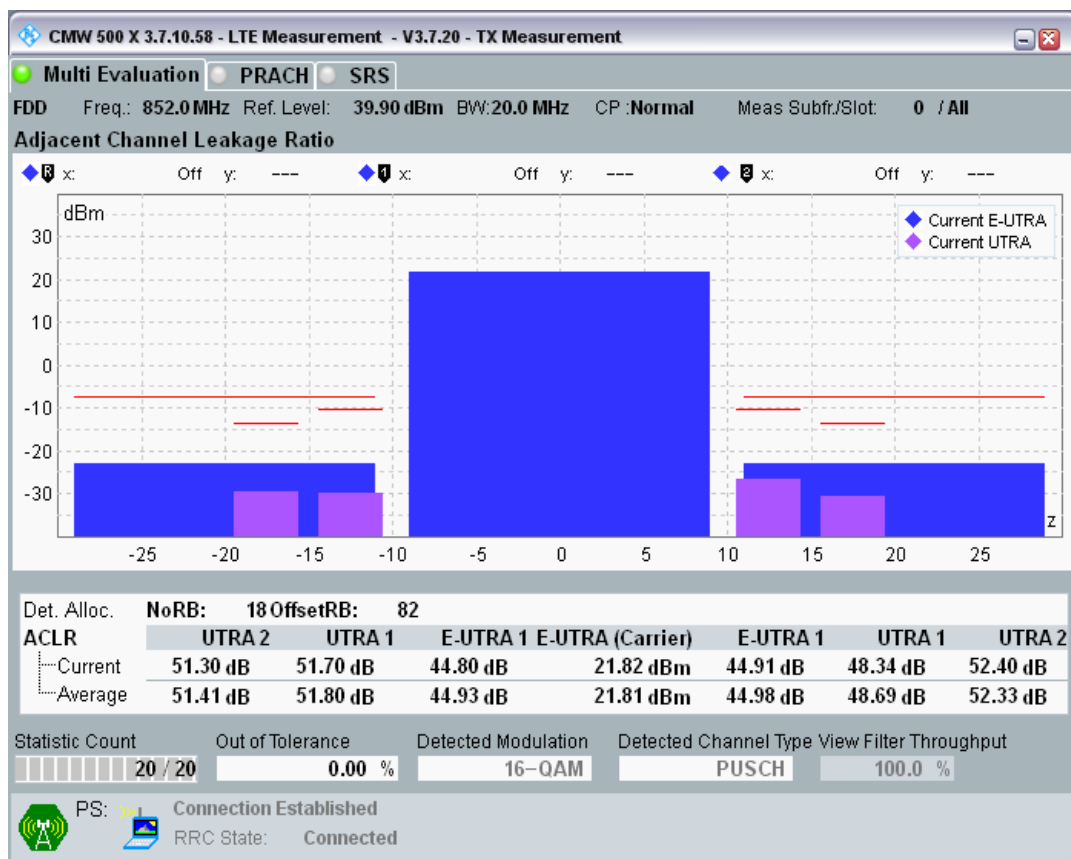 CMW 500 X 3.7.10.58 - LTE Measurement - V3.7.20 - TX Measurement
Multi Evaluation PRACH SRS
FDD Freq.: 852.0 MHz Ref. Level: 39.90 dBm BW: 20.0 MHz CP :Normal Meas Subfr./Slot: 0 / All
Adjacent Channel Leakage Ratio
R x: Off y: --- 1 x: Off y: --- 2 x: Off y: ---
dBm
Current E-UTRA
Current UTRA
30
20
10
0
-10
-20
-30
z
-25 -20 -15 -10 -5 0 5 10 15 20 25
Det. Alloc. NoRB: 18 OffsetRB: 82
ACLR UTRA 2 UTRA 1 E-UTRA 1 E-UTRA (Carrier) E-UTRA 1 UTRA 1 UTRA 2
Current 51.30 dB 51.70 dB 44.80 dB 21.82 dBm 44.91 dB 48.34 dB 52.40 dB
Average 51.41 dB 51.80 dB 44.93 dB 21.81 dBm 44.98 dB 48.69 dB 52.33 dB
Statistic Count Out of Tolerance Detected Modulation Detected Channel Type View Filter Throughput
20 / 20 0.00 % 16-QAM PUSCH 100.0 %
PS: Connection Established
RRC State: Connected